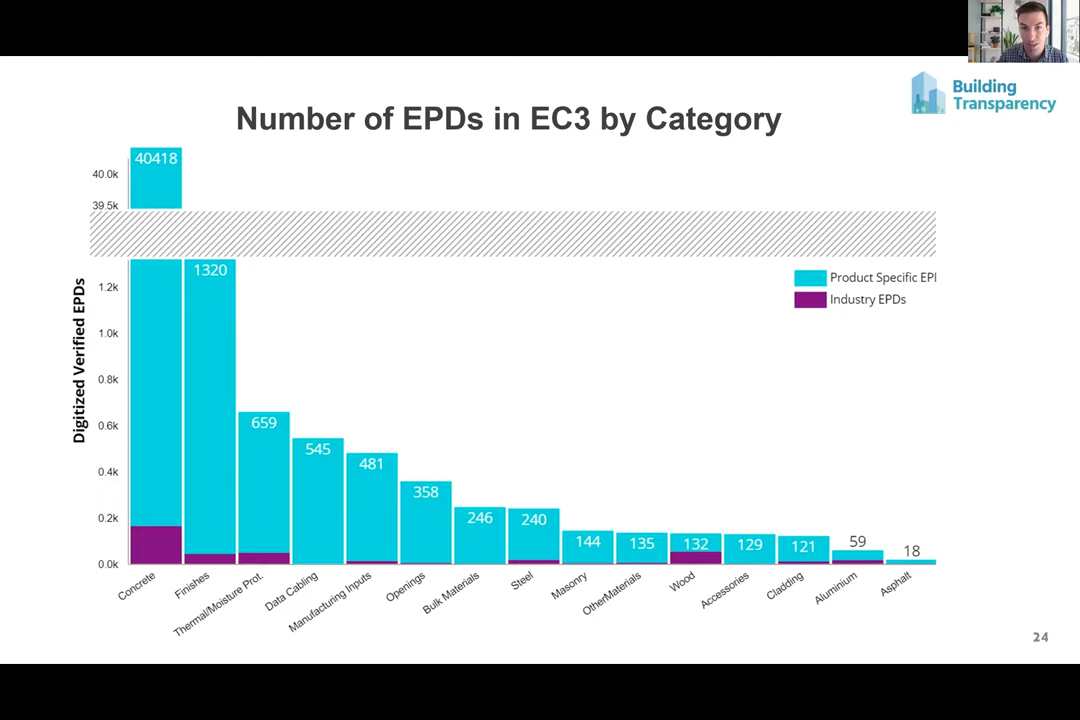 Building
Transparency
Number of EPDs in EC3 by Category
40418
40.0k
39.5k
1320
1.2k
Product Specific EPI
Industry EPDs
1.0k
0.8k
0.6k
0.4k
0.2k
0.0k
Digitized Verified EPDs
659
545
481
358
246
240
144
135
132
129
121
59
18
Concrete
Finishes
Thermal/Moisture Prot.
Data Cabling
Manufacturing Inputs
Openings
Bulk Materials
Steel
Masonry
OtherMaterials
Wood
Accessories
Cladding
Aluminium
Asphalt
24